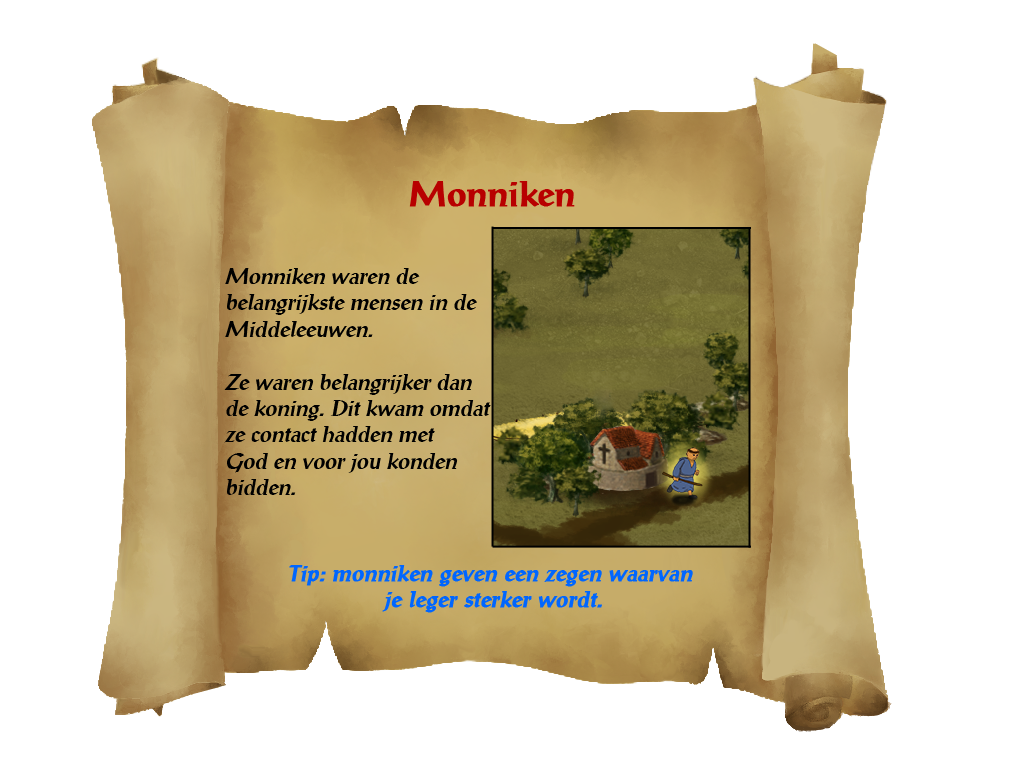 Monniken
Monniken waren de
belangrijkste mensen in de
Middeleeuwen.
Ze waren belangrijker dan
de koning. Dit kwam omdat
ze contact hadden met
God en voor jou konden
bidden.
Tip: monniken geven een zegen waarvan
je leger sterker wordt.